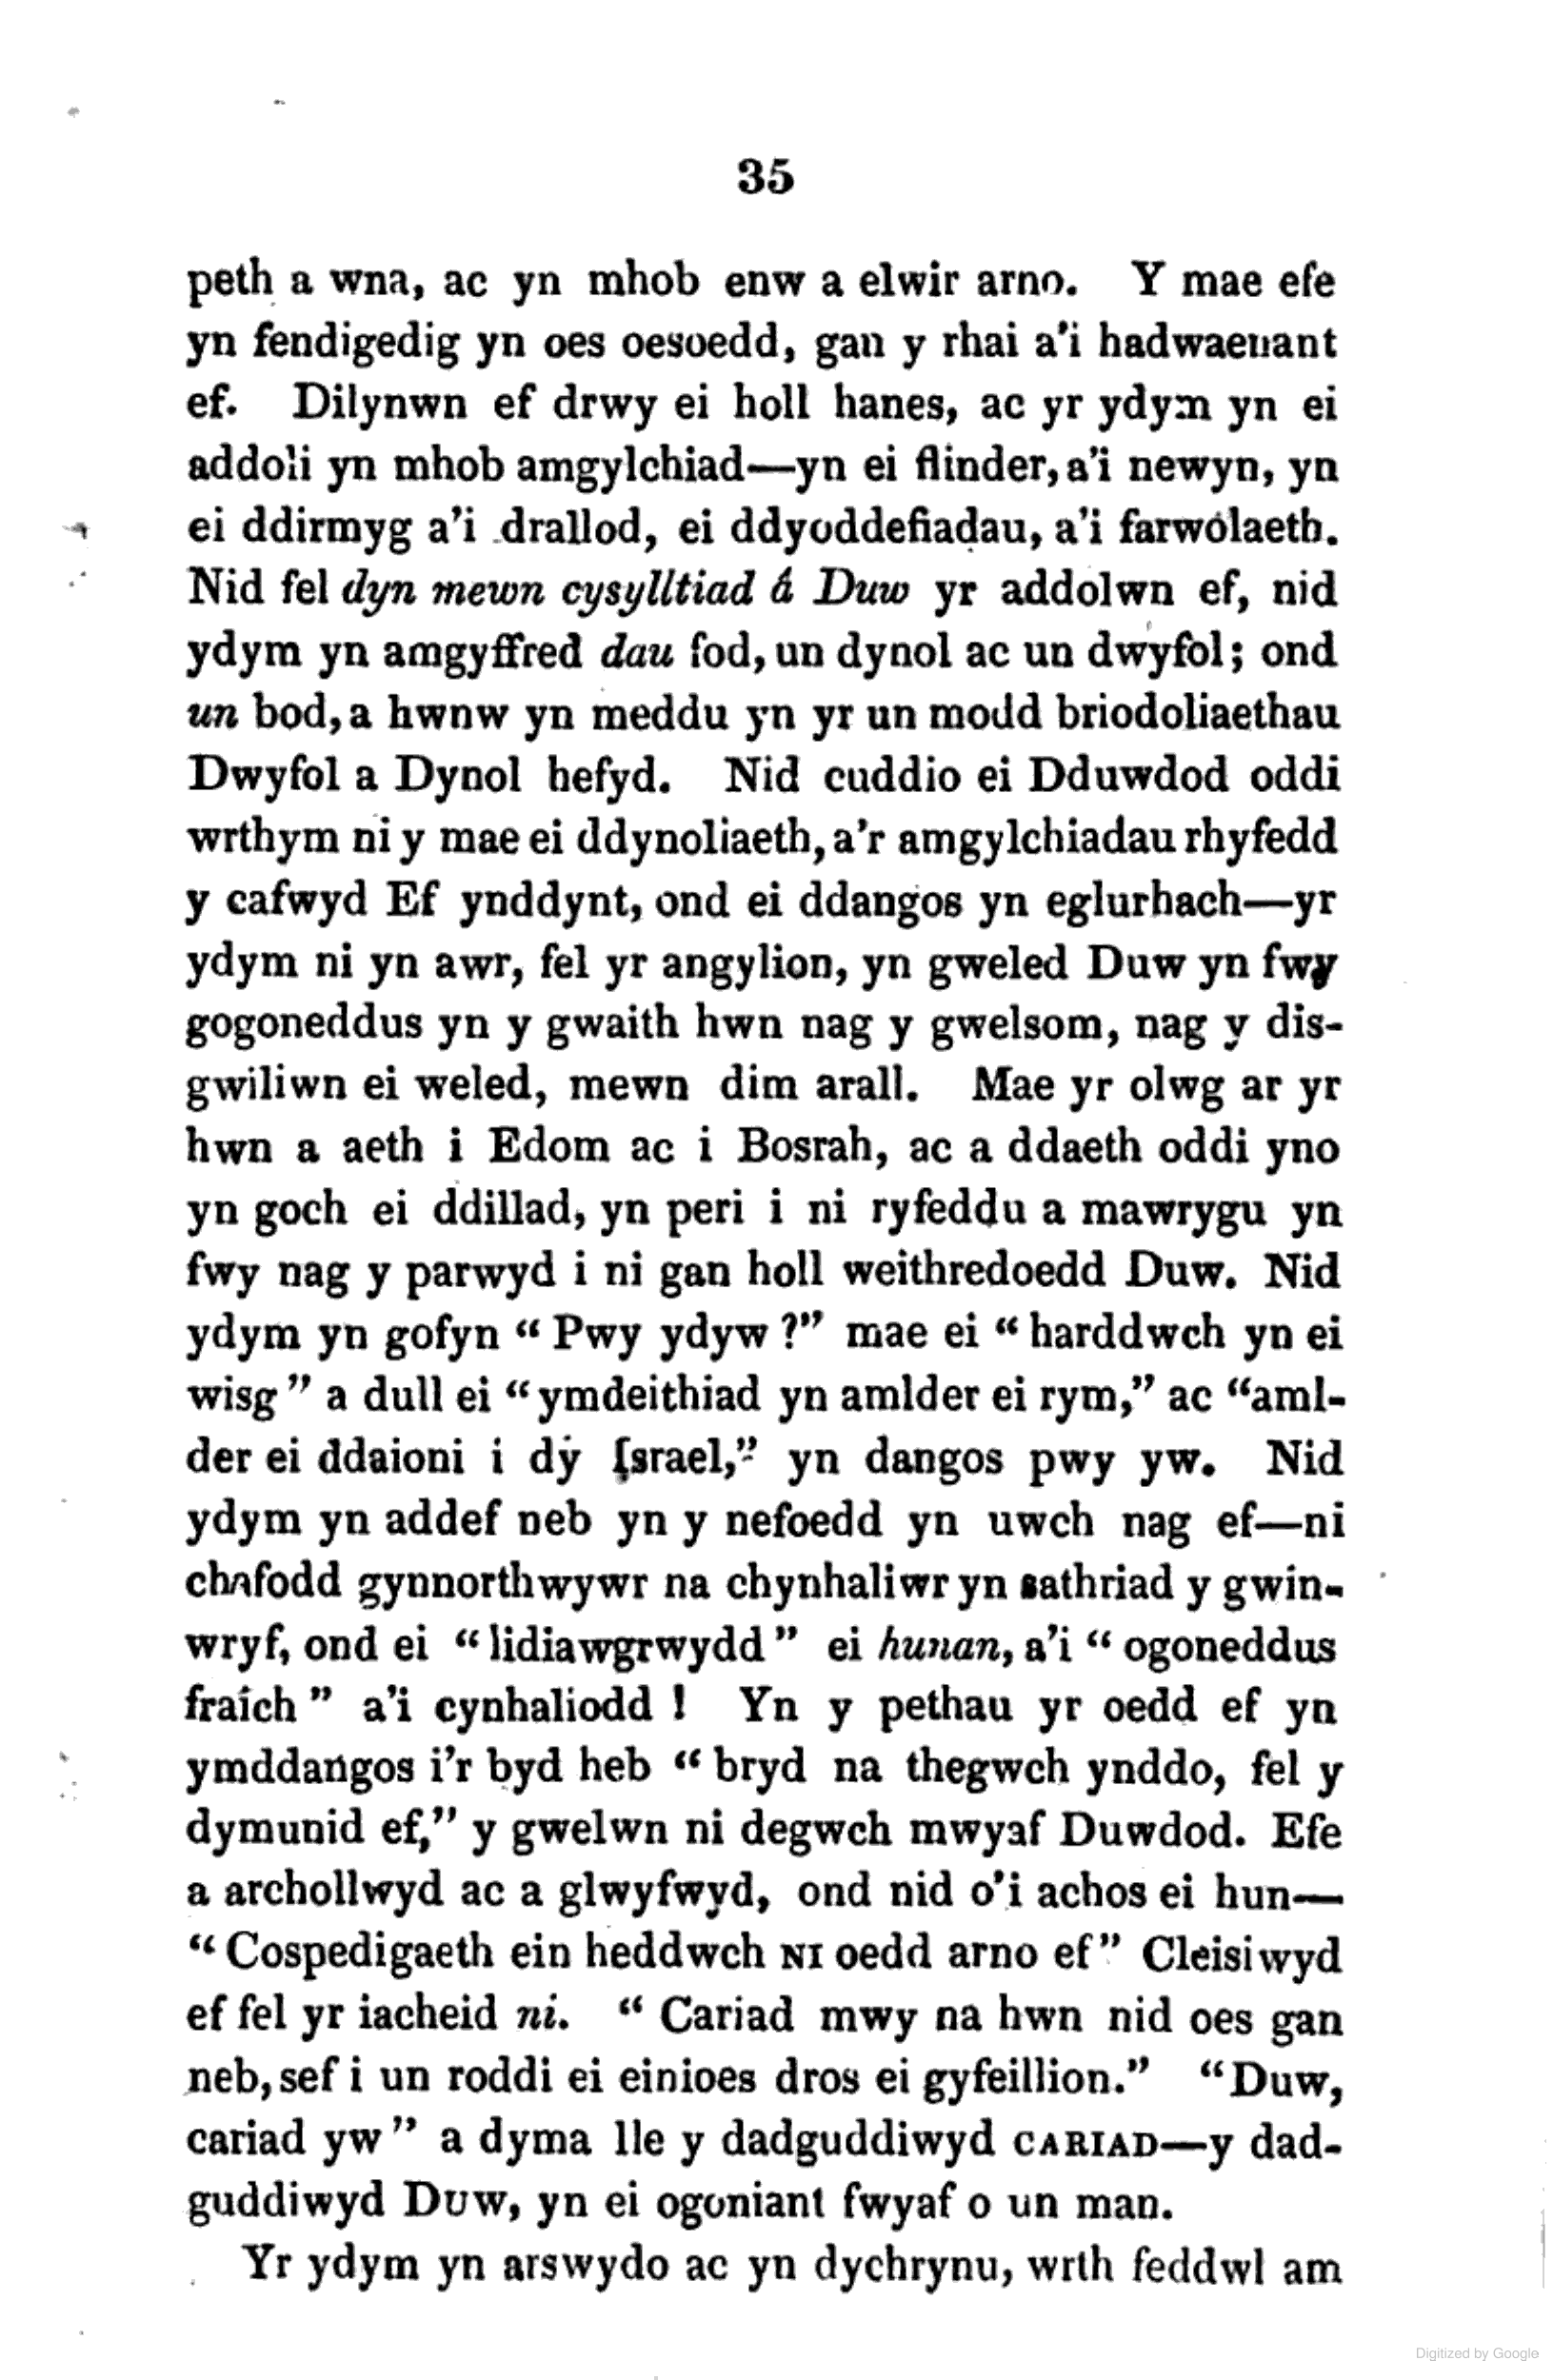 35
peth a wna, ac yn mhob enw a elwir arno. Y mae efe
yn fendigedig yn oes oesoedd, gan y rhai a'i hadwaenant
ef. Dilynwn ef drwy ei holl hanes, ac yr ydym yn ei
addoli yn mhob amgylchiad—yn ei flinder, a'i newyn, yn
ei ddirmyg a'i drallod, ei ddyoddefiadau, a'i farwolaeth.
Nid fel dyn mewn cysylltiad â Duw yr addolwn ef, nid
ydym yn amgyffred dau fod, un dynol ac un dwyfol; ond
un bod, a hwnw yn meddu yn yr un modd briodoliaethau
Dwyfol a Dynol hefyd. Nid cuddio ei Dduwdod oddi
wrthym ni y mae ei ddynoliaeth, a'r amgylchiadau rhyfedd
y cafwyd Ef ynddynt, ond ei ddangos yn eglurhach—yr
ydym ni yn awr, fel yr angylion, yn gweled Duw yn fwy
gogoneddus yn y gwaith hwn nag y gwelsom, nag y dis-
gwiliwn ei weled, mewn dim arall. Mae yr olwg ar yr
hwn a aeth i Edom ac i Bosrah, ac a ddaeth oddi yno
yn goch ei ddillad, yn peri i ni ryfeddu a mawrygu yn
fwy nag y parwyd i ni gan holl weithredoedd Duw. Nid
ydym yn gofyn “ Pwy ydyw ?” mae ei “ harddwch yn ei
wisg ” a dull ei “ ymdeithiad yn amlder ei rym,” ac “aml-
der ei ddaioni i dŷ Israel,” yn dangos pwy yw. Nid
ydym yn addef neb yn y nefoedd yn uwch nag ef—ni
chafodd gynnorthwywr na chynhaliwr yn sathriad y gwin-
wryf, ond ei “ lidiawgrwydd ” ei hunan, a'i “ ogoneddus
fraich ” a'i cynhaliodd ! Yn y pethau yr oedd ef yn
ymddangos i'r byd heb “ bryd na thegwch ynddo, fel y
dymunid ef,” y gwelwn ni degwch mwyaf Duwdod. Efe
a archollwyd ac a glwyfwyd, ond nid o'i achos ei hun—
“ Cospedigaeth ein heddwch NI oedd arno ef” Cleisiwyd
ef fel yr iacheid ni. “ Cariad mwy na hwn nid oes gan
neb, sef i un roddi ei einioes dros ei gyfeillion.” “Duw,
cariad yw ” a dyma lle y dadguddiwyd CARIAD—y dad-
guddiwyd DUW, yn ei ogoniant fwyaf o un man.
Yr ydym yn arswydo ac yn dychrynu, wrth feddwl am
Digitized by Google